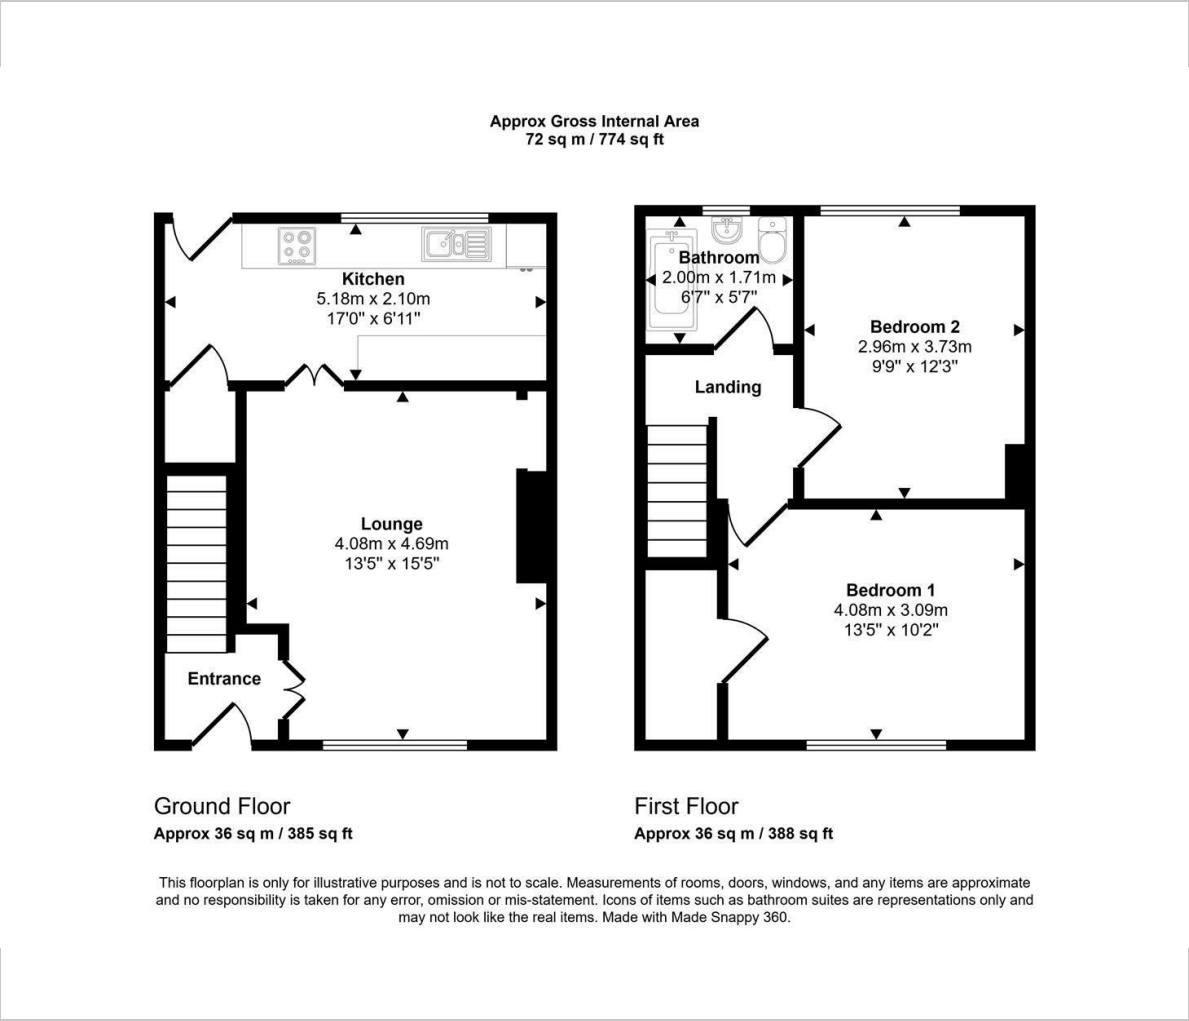 Approx Gross Internal Area
72 sq m / 774 sq ft
Kitchen
5.18m x 2.10m
17'0" x 6'11"
Lounge
4.08m x 4.69m
13'5" x 15'5"
Entrance
Ground Floor
Approx 36 sq m / 385 sq ft
Bathroom
2.00m x 1.71m
6'7" x 5'7"
Bedroom 2
2.96m x 3.73m
9'9" x 12'3"
Landing
Bedroom 1
4.08m x 3.09m
13'5" x 10'2"
First Floor
Approx 36 sq m / 388 sq ft
This floorplan is only for illustrative purposes and is not to scale. Measurements of rooms, doors, windows, and any items are approximate
and no responsibility is taken for any error, omission or mis-statement. Icons of items such as bathroom suites are representations only and
may not look like the real items. Made with Made Snappy 360.